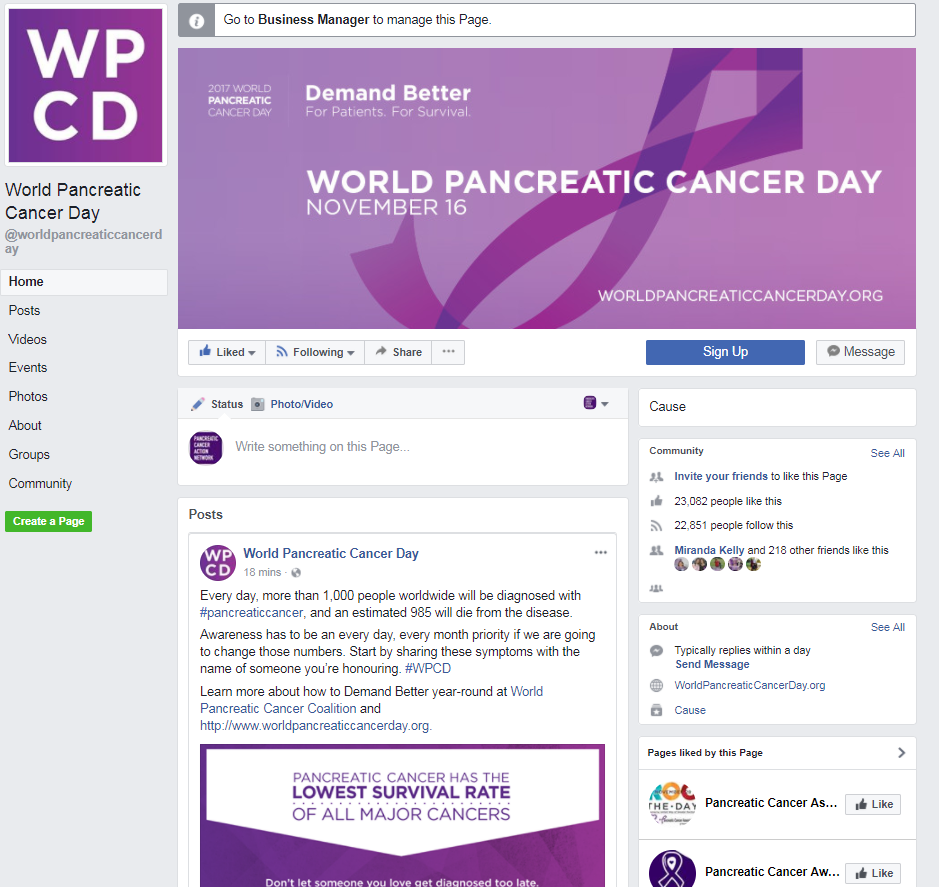 WP
CD
World Pancreatic
Cancer Day
@worldpancreaticcancerd
ay
Home
Posts
Videos
Events
Photos
About
Groups
Community
Create a Page
Go to Business Manager to manage this Page.
2017 WORLD
PANCREATIC
CANCER DAY
Demand Better
For Patients. For Survival.
WORLD PANCREATIC CANCER DAY
NOVEMBER 16
WORLDPANCREATICCANCERDAY.ORG
Liked
Following
Share
Sign Up
Message
Status
Photo/Video
PANCREATIC
CANCER
ACTION
NETWORK
Write something on this Page...
Posts
WP
CD
World Pancreatic Cancer Day
18 mins ·
Every day, more than 1,000 people worldwide will be diagnosed with
#pancreaticcancer, and an estimated 985 will die from the disease.
Awareness has to be an every day, every month priority if we are going
to change those numbers. Start by sharing these symptoms with the
name of someone you’re honouring. #WPCD
Learn more about how to Demand Better year-round at World
Pancreatic Cancer Coalition and
http://www.worldpancreaticcancerday.org.
PANCREATIC CANCER HAS THE
LOWEST SURVIVAL RATE
OF ALL MAJOR CANCERS
Don't let someone you love get diagnosed too late.
Cause
Community
See All
Invite your friends to like this Page
23,082 people like this
22,851 people follow this
Miranda Kelly and 218 other friends like this
About
See All
Typically replies within a day
Send Message
WorldPancreaticCancerDay.org
Cause
Pages liked by this Page
THE·DAY
Pancreatic Cancer As...
Like
Pancreatic Cancer Aw...
Like